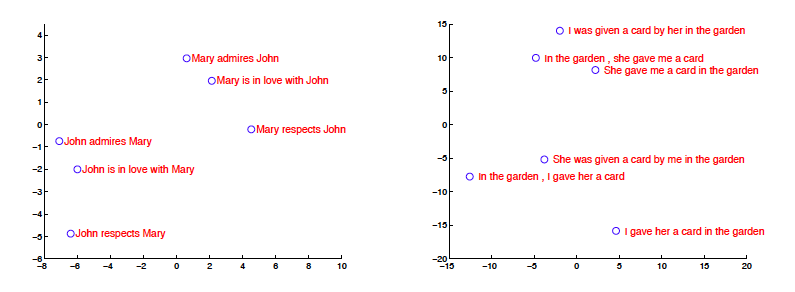 4
3
Mary admires John
2
Mary is in love with John
1
0
Mary respects John
−1
John admires Mary
−2
John is in love with Mary
−3
−4
−5
John respects Mary
−6
−8 −6 −4 −2 0 2 4 6 8 10
15
I was given a card by her in the garden
10
In the garden , she gave me a card
She gave me a card in the garden
5
0
−5
She was given a card by me in the garden
In the garden , I gave her a card
−10
−15
I gave her a card in the garden
−20
−15 −10 −5 0 5 10 15 20